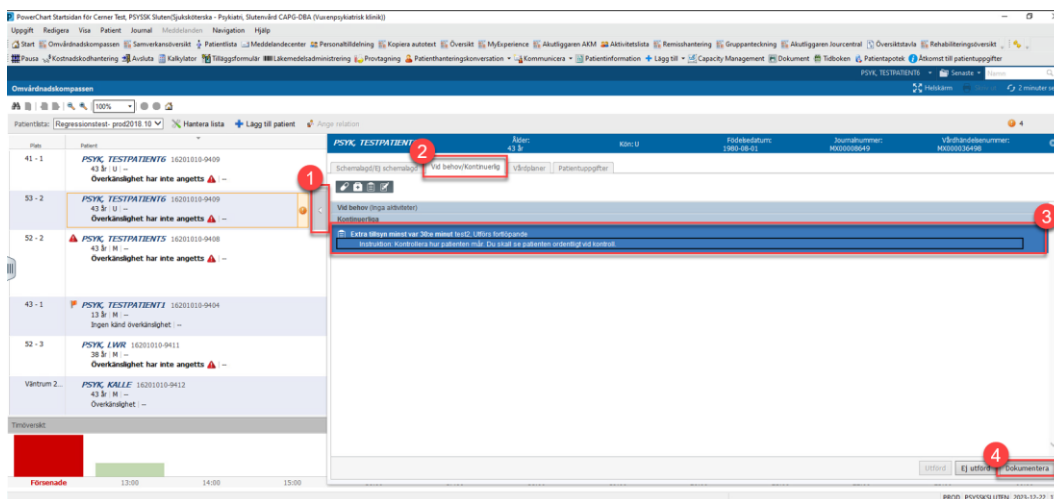 PowerChart Startsidan för Cerner Test, PSYSSK Sluten(Sjuksköterska - Psykiatri, Slutenvård CAPG-DBA (Vuxenpsykiatrisk klinik))
Uppgift Redigera Visa Patient Journal Meddelanden Navigation Hjälp
Start Omvårdnadskompassen Samverkansöversikt Patientlista Meddelandecenter Personaltilldelning Kopiera autotext Översikt MyExperience Akutliggaren AKM Aktivitetslista Remisshantering Gruppanteckning Akutliggaren Jourcentral Översiktstavla Rehabiliteringsöversikt
Pausa Kostnadskodhantering Avsluta Kalkylator Tilläggsformulär Läkemedelsadministrering Provtagning Patienthanteringskonversation Kommunicera Patientinformation Lägg till Capacity Management Dokument Tidboken Patientapotek Åtkomst till patientuppgifter
PSYK, TESTPATIENT6 Senaste Namn
Omvårdnadskompassen Helskärm 2 minuter se
100%
Patientlista: Regressionstest- prod2018.10 Hantera lista Lägg till patient Ange relation 4
Plats Patient
PSYK, TESTPATIENT Ålder: 43 år Kön: U Födelsedatum: 1980-08-01 Journalnummer: MX00008649 Vårdhändelsenummer: MX0000036498
41 - 1 PSYK, TESTPATIENT6 16201010-9409
43 år | U | --
Överkänslighet har inte angetts | --
2
Schemalagd/Ej schemalagd Vid behov/Kontinuerlig Vårdplaner Patientuppgifter
1
53 - 2 PSYK, TESTPATIENT6 16201010-9409
43 år | U | --
Överkänslighet har inte angetts | --
Vid behov (Inga aktiviteter)
Kontinuerliga
3
Extra tillsyn minst var 30:e minut test2, Utförs fortlöpande
Instruktion: Kontrollera hur patienten mår. Du skall se patienten ordentligt vid kontroll.
52 - 2 PSYK, TESTPATIENT5 16201010-9408
43 år | M | --
Överkänslighet har inte angetts | --
43 - 1 PSYK, TESTPATIENT1 16201010-9404
13 år | M | --
Ingen känd överkänslighet | --
52 - 3 PSYK, LWR 16201010-9411
38 år | M | --
Överkänslighet har inte angetts | --
Väntrum 2... PSYK, KALLE 16201010-9412
43 år | M | --
Överkänslighet | --
Timöversikt
4
Utförd Ej utförd Dokumentera
Försenade 13:00 14:00 15:00
PROD PSYSSKSLUTEN 2023-12-22